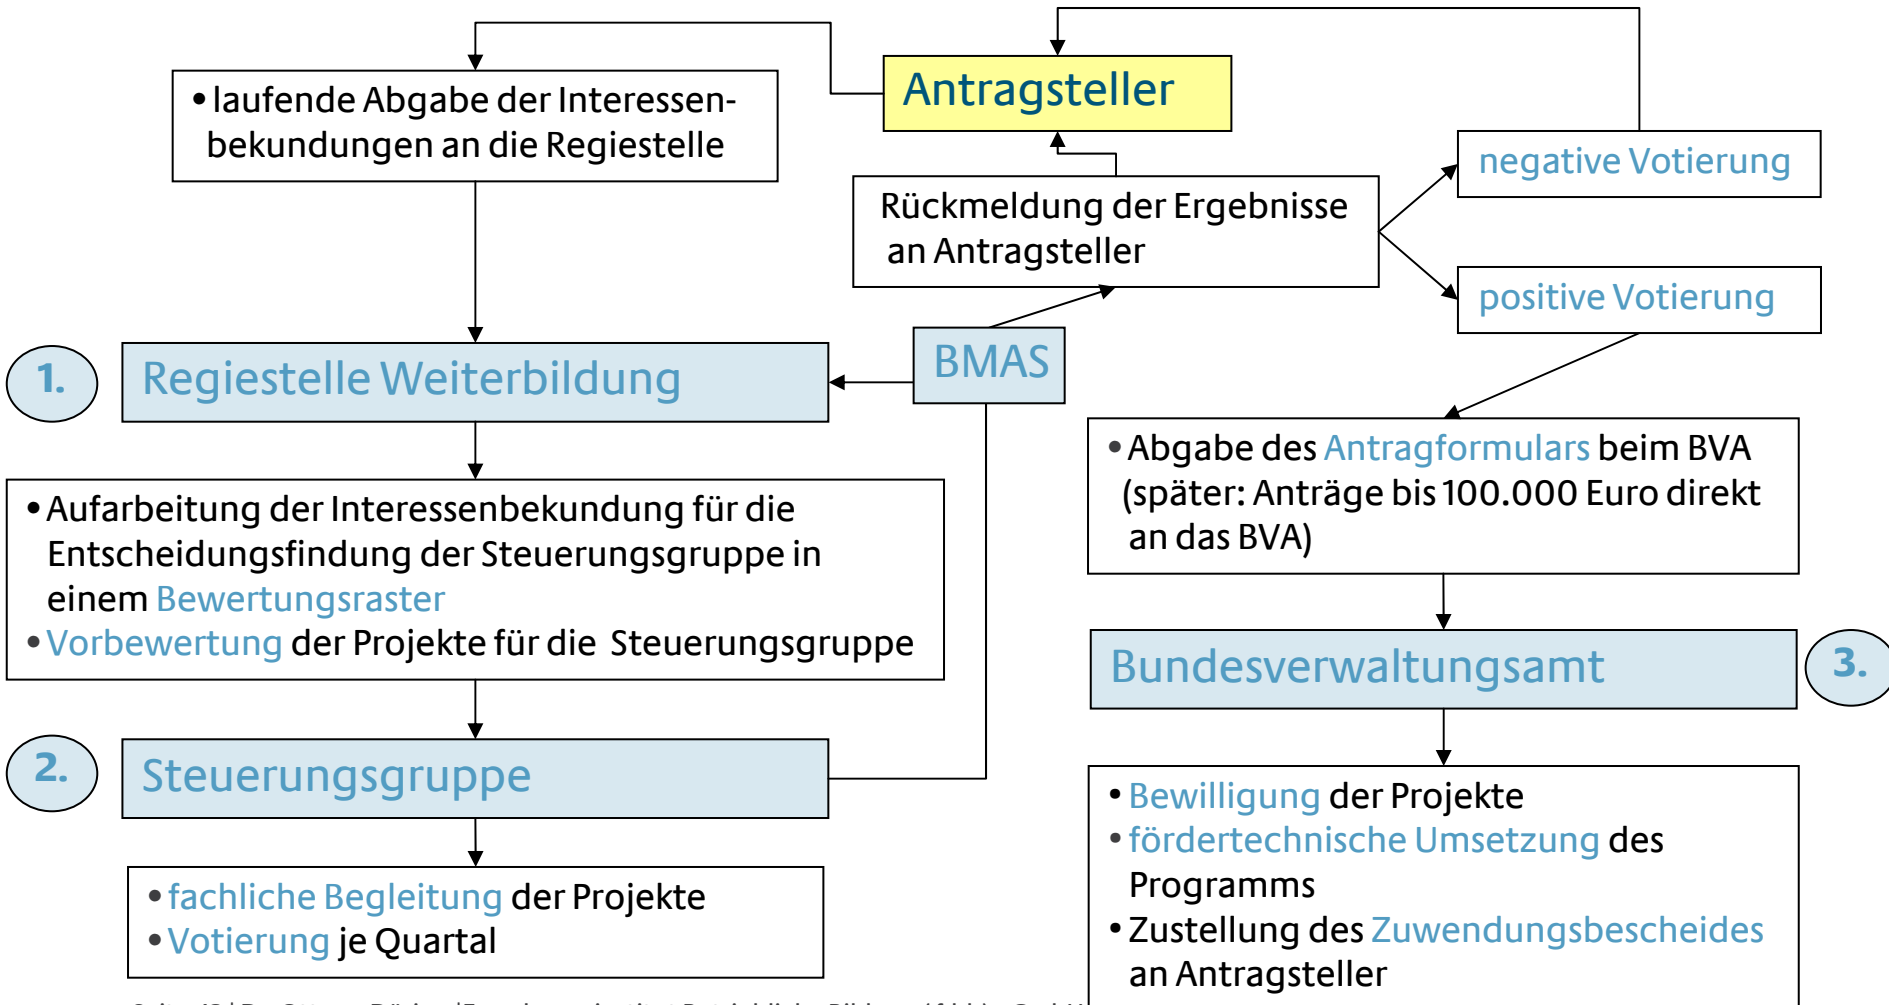 Antragsteller
• laufende Abgabe der Interessen-
bekundungen an die Regiestelle
negative Votierung
Rückmeldung der Ergebnisse
an Antragsteller
positive Votierung
BMAS
1.
Regiestelle Weiterbildung
• Abgabe des Antragformulars beim BVA
(später: Anträge bis 100.000 Euro direkt
an das BVA)
• Aufarbeitung der Interessenbekundung für die
Entscheidungsfindung der Steuerungsgruppe in
einem Bewertungsraster
• Vorbewertung der Projekte für die Steuerungsgruppe
Bundesverwaltungsamt
3.
2.
Steuerungsgruppe
• Bewilligung der Projekte
• fördertechnische Umsetzung des
Programms
• Zustellung des Zuwendungsbescheides
an Antragsteller
• fachliche Begleitung der Projekte
• Votierung je Quartal